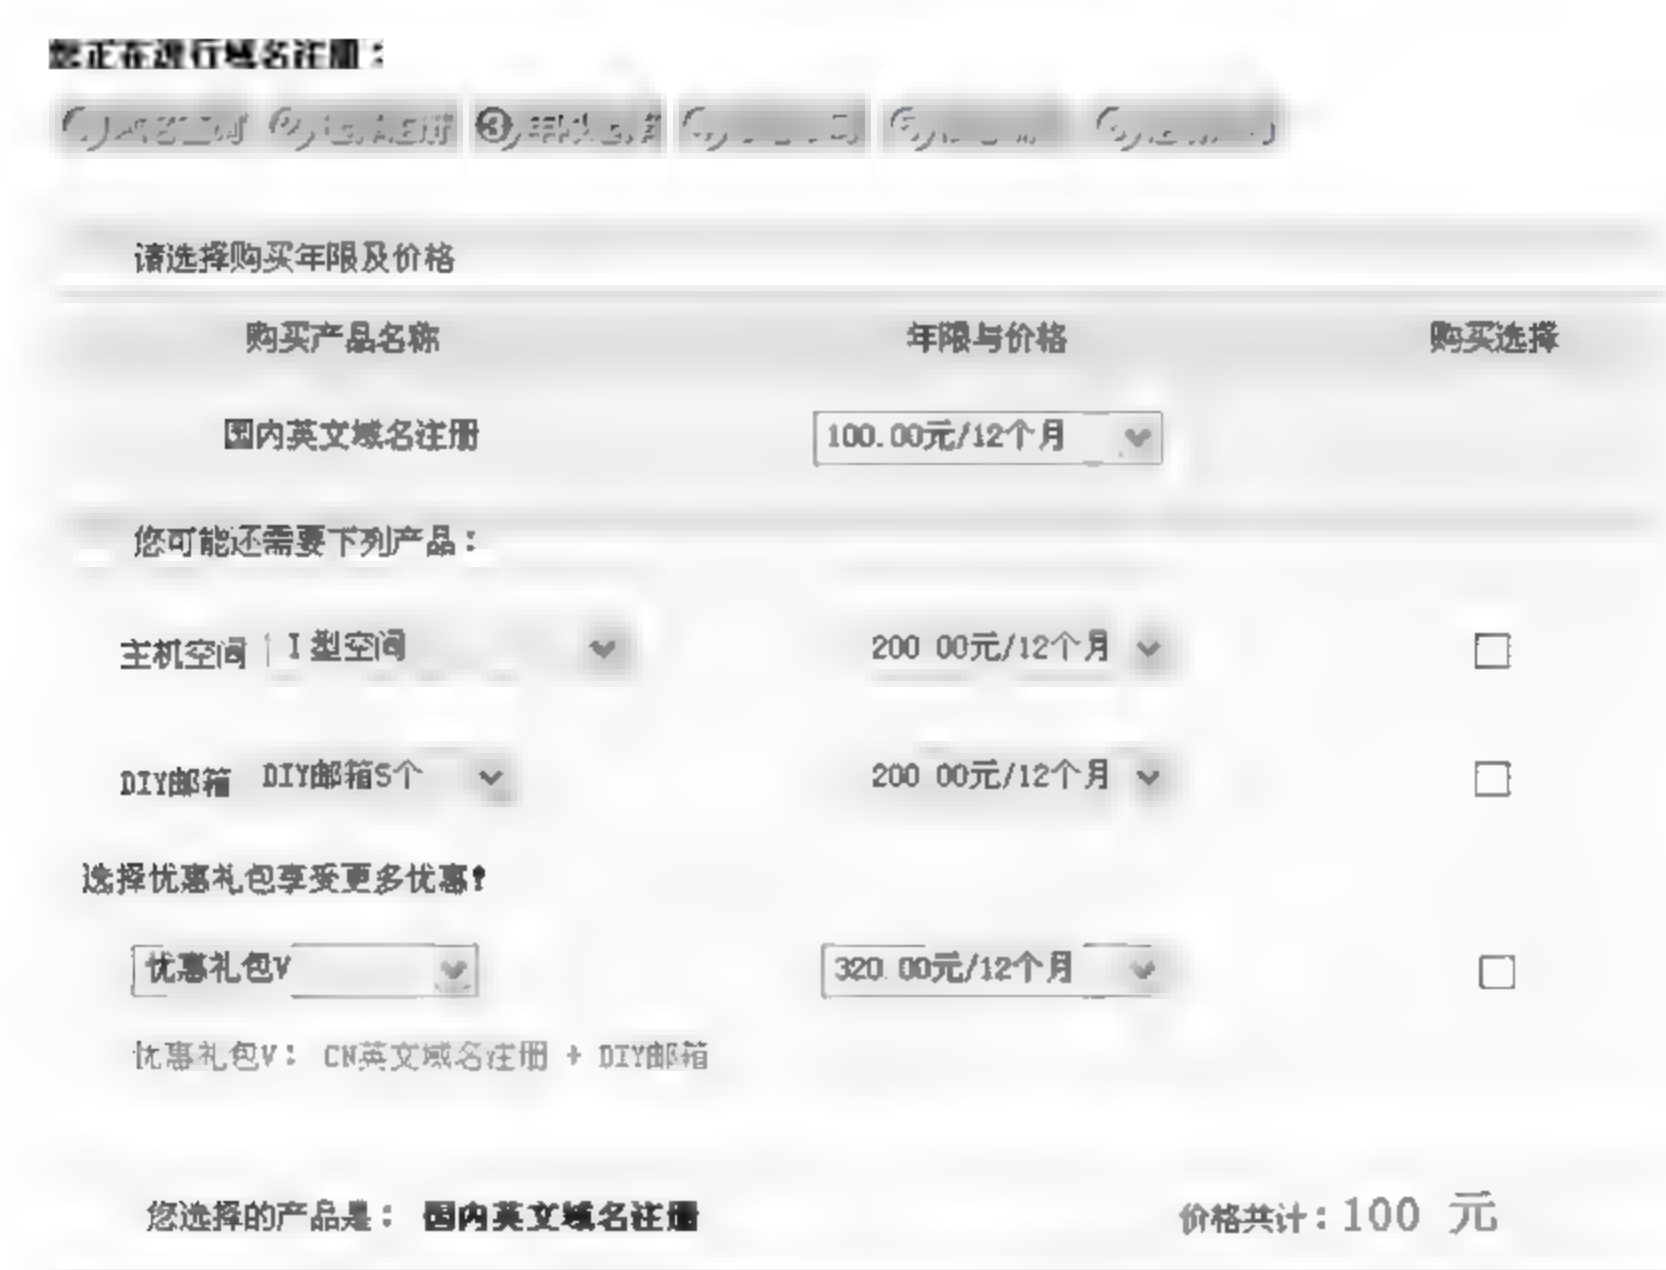 您正在进行域名注册：
③
请选择购买年限及价格
购买产品名称 年限与价格 购买选择
国内英文域名注册 100.00元/12个月
您可能还需要下列产品：
主机空间 I型空间 200 00元/12个月
DIY邮箱 DIY邮箱5个 200 00元/12个月
选择优惠礼包享受更多优惠！
优惠礼包V 320 00元/12个月
优惠礼包V： CN英文域名注册 + DIY邮箱
您选择的产品是： 国内英文域名注册 价格共计：100 元